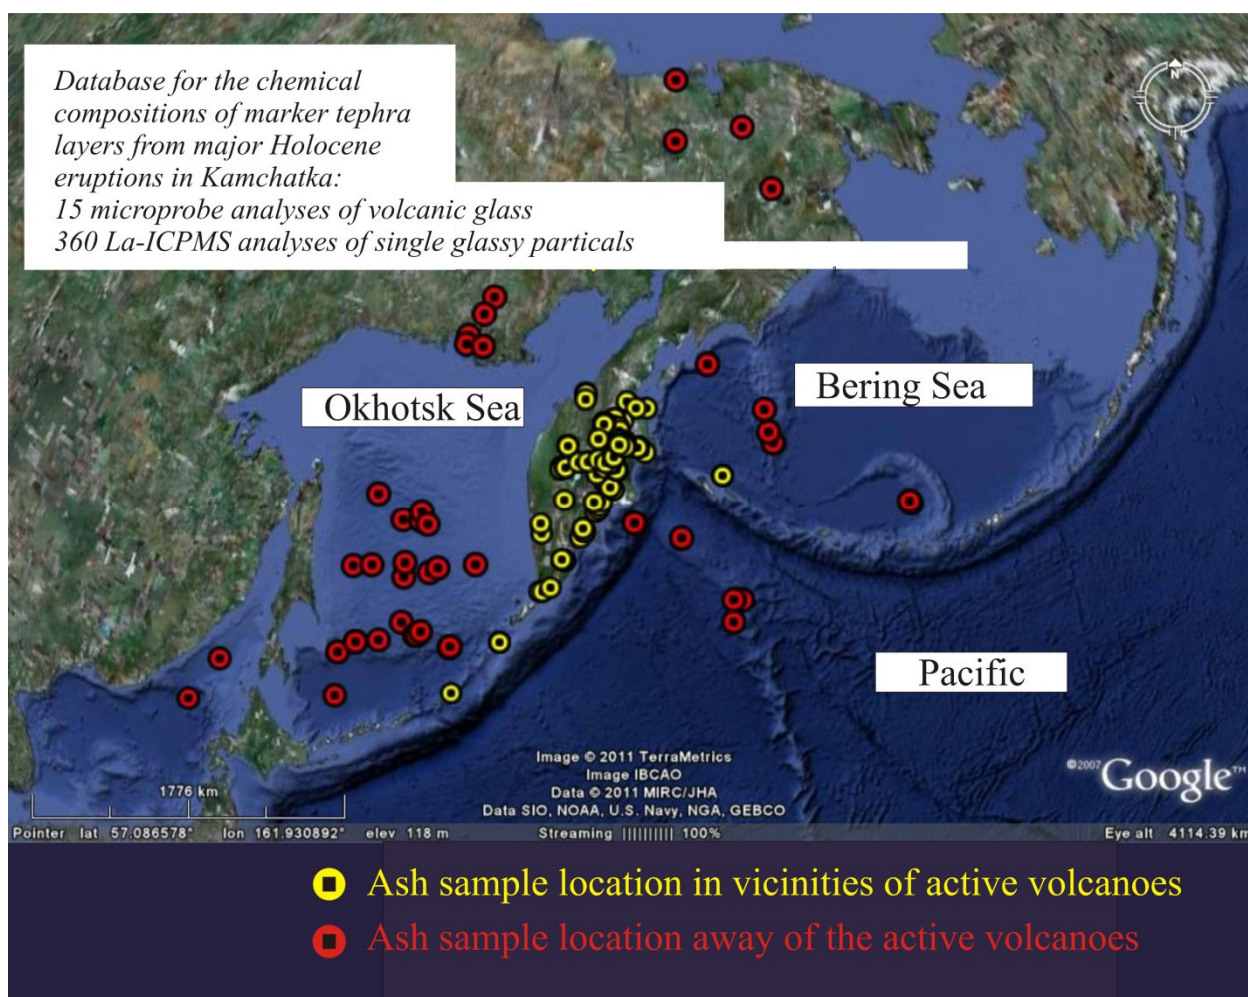 Database for the chemical
compositions of marker tephra
layers from major Holocene
eruptions in Kamchatka:
15 microprobe analyses of volcanic glass
360 La-ICPMS analyses of single glassy particals
N
Okhotsk Sea
Bering Sea
Pacific
Image © 2011 TerraMetrics
Image IBCAO
Data © 2011 MIRC/JHA
Data SIO, NOAA, U.S. Navy, NGA, GEBCO
©2007 Google™
1776 km
Pointer lat 57.086578° lon 161.930892° elev 118 m Streaming |||||||||| 100% Eye alt 4114.39 km
Ash sample location in vicinities of active volcanoes
Ash sample location away of the active volcanoes